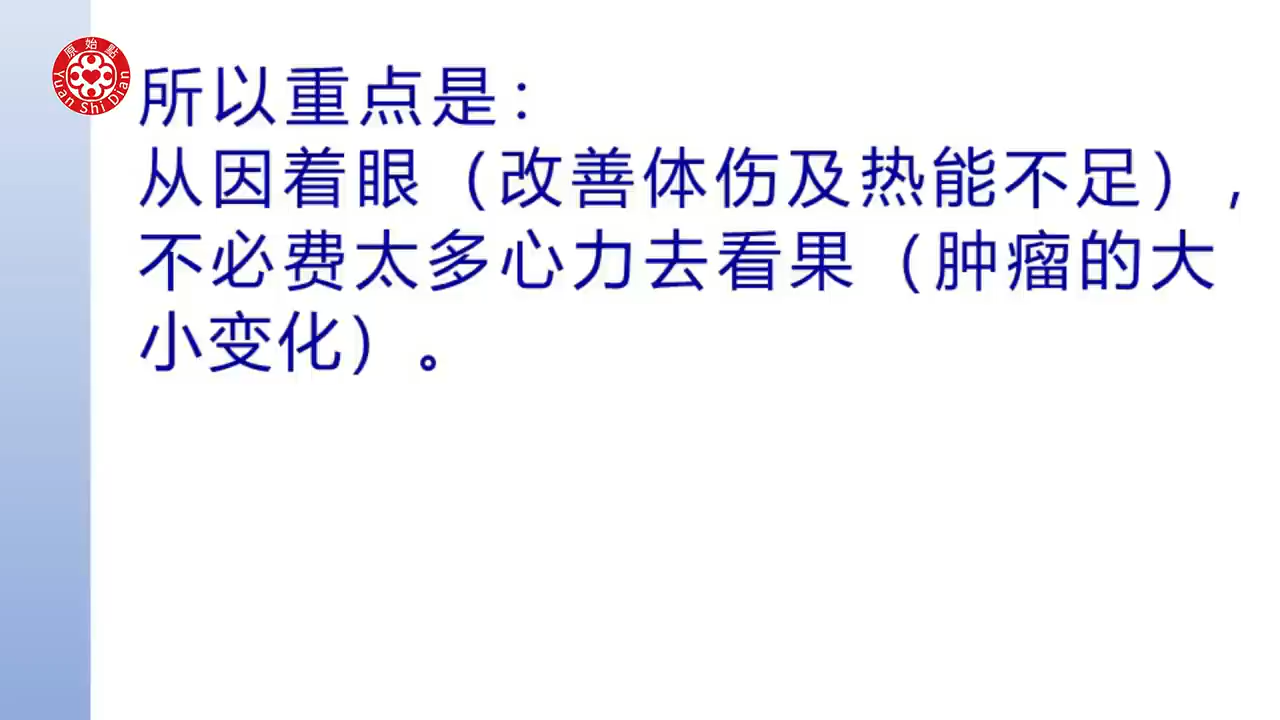 原始點
Yuan Shi Dian
所以重点是：
从因着眼（改善体伤及热能不足），
不必费太多心力去看果（肿瘤的大
小变化）。